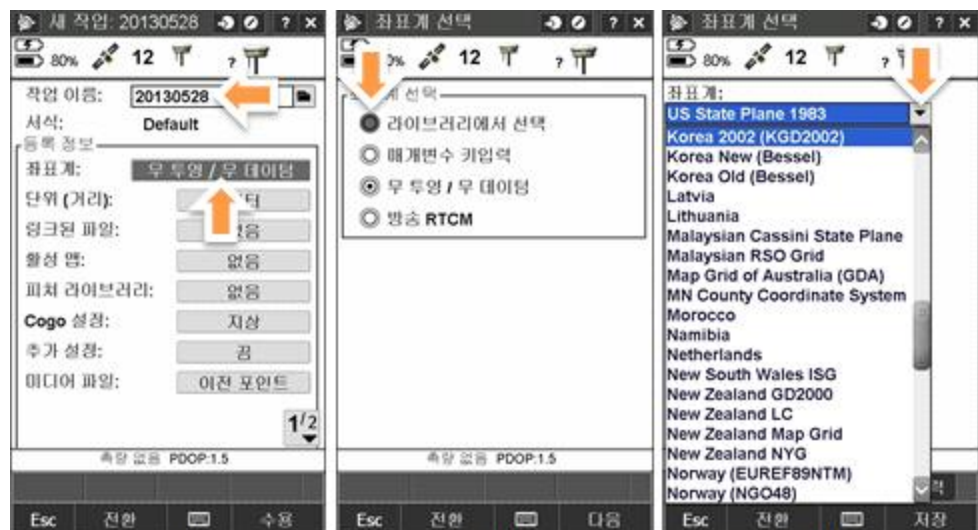 새 작업: 20130528
?
80%
12
?
작업 이름:
20130528
서식:
Default
등록 정보
좌표계:
무 투영 / 무 데이텀
단위 (거리):
링크된 파일:
활성 앱:
없음
피쳐 라이브러리:
없음
Cogo 설정:
지상
추가 설정:
끔
미디어 파일:
이전 포인트
1/2
측량 없음 PDOP:1.5
Esc
전환
수용
좌표계 선택
?
12
?
선택
라이브러리에서 선택
매개변수 키입력
무 투영 / 무 데이텀
방송 RTCM
측량 없음 PDOP:1.5
Esc
전환
다음
좌표계 선택
?
80%
12
?
좌표계:
US State Plane 1983
Korea 2002 (KGD2002)
Korea New (Bessel)
Korea Old (Bessel)
Latvia
Lithuania
Malaysian Cassini State Plane
Malaysian RSO Grid
Map Grid of Australia (GDA)
MN County Coordinate System
Morocco
Namibia
Netherlands
New South Wales ISG
New Zealand GD2000
New Zealand LC
New Zealand Map Grid
New Zealand NYG
Norway (EUREF89NTM)
Norway (NGO48)
Esc
전환
저장